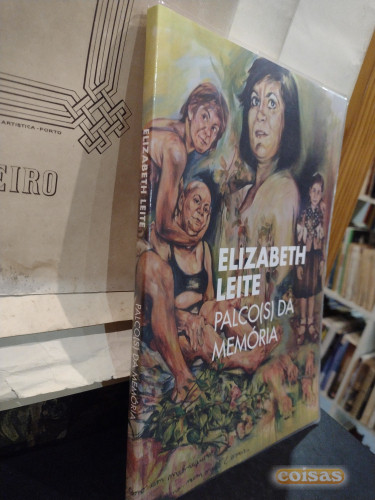 ARTISTICA - PORTO
EIRO
ELIZABETH LEITE
PALCO(S) DA MEMÓRIA
ELIZABETH
LEITE
PALCO(S) DA
MEMÓRIA
coisas